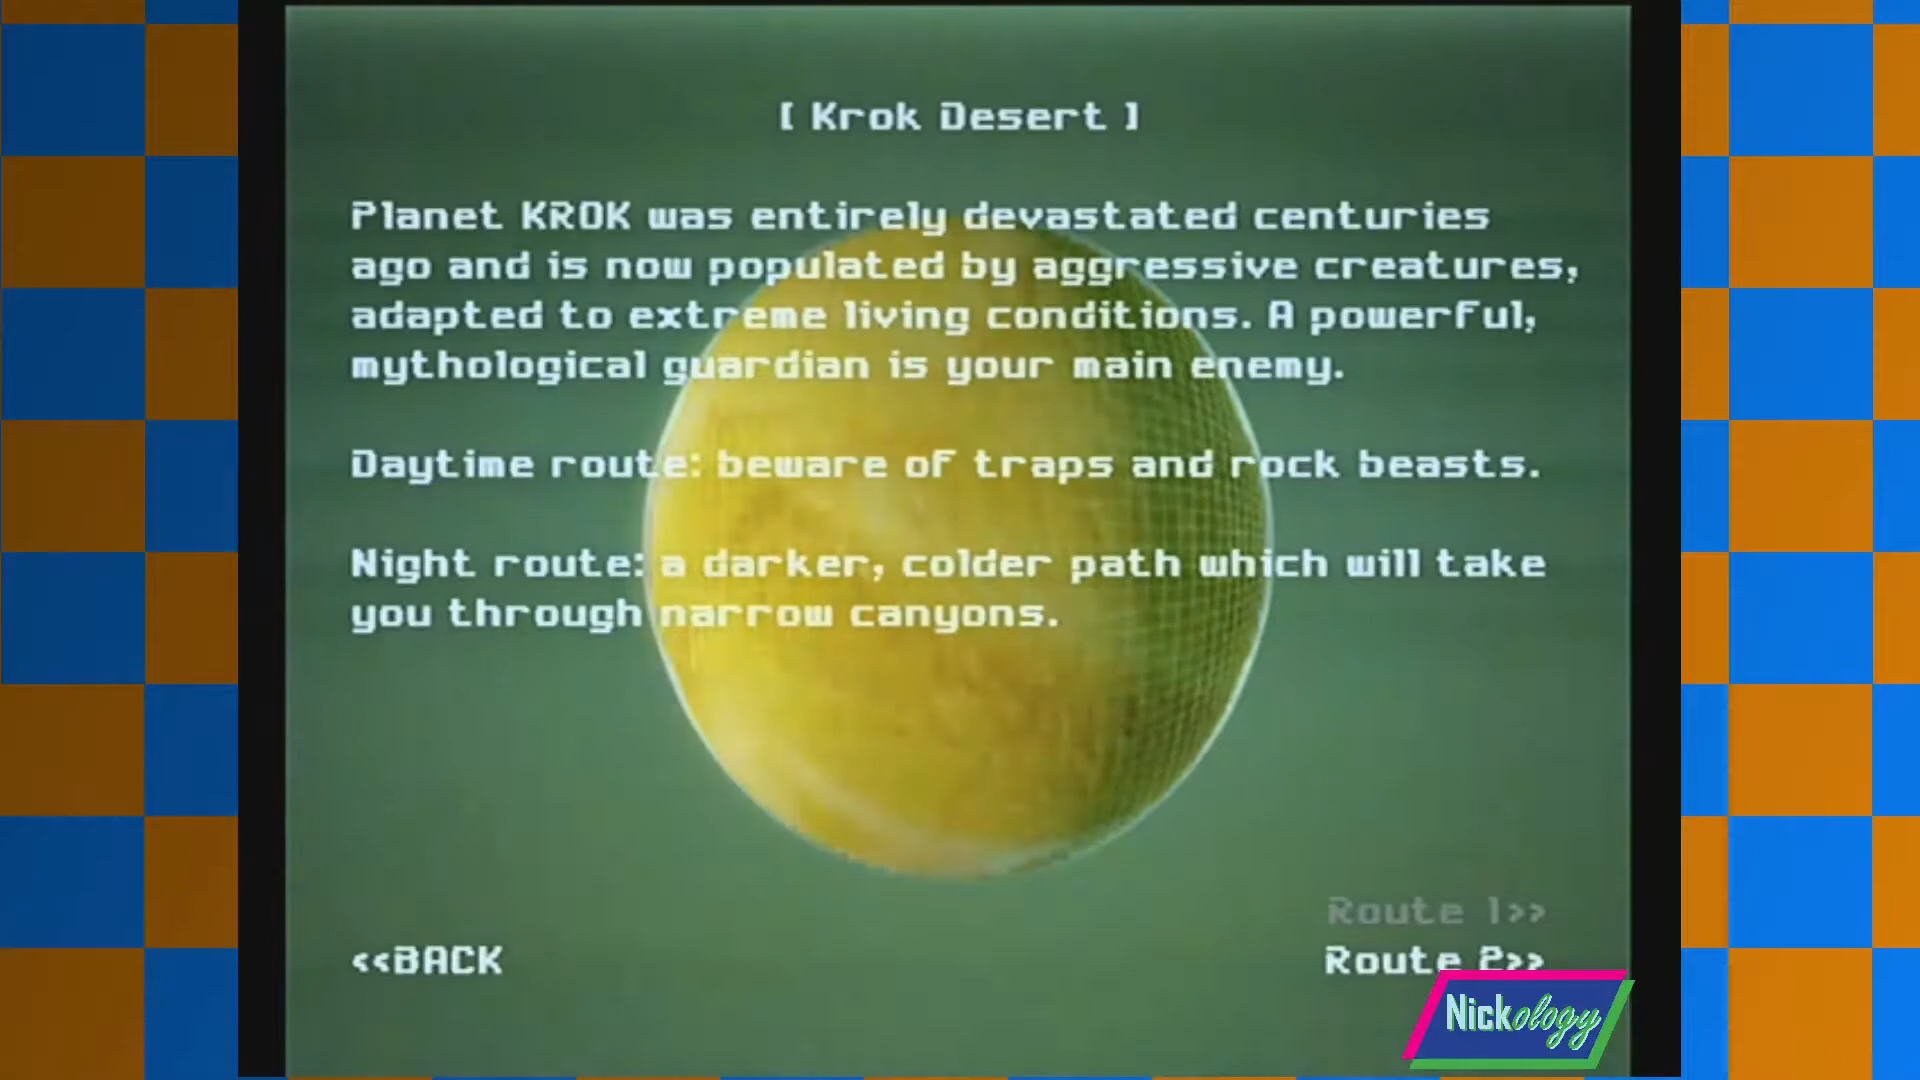 [ Krok Desert ]
Planet KROK was entirely devastated centuries
ago and is now populated by aggressive creatures,
adapted to extreme living conditions. A powerful,
mythological guardian is your main enemy.
Daytime route: beware of traps and rock beasts.
Night route: a darker, colder path which will take
you through narrow canyons.
Route 1>>
<<BACK
Route 2>>
Nickology